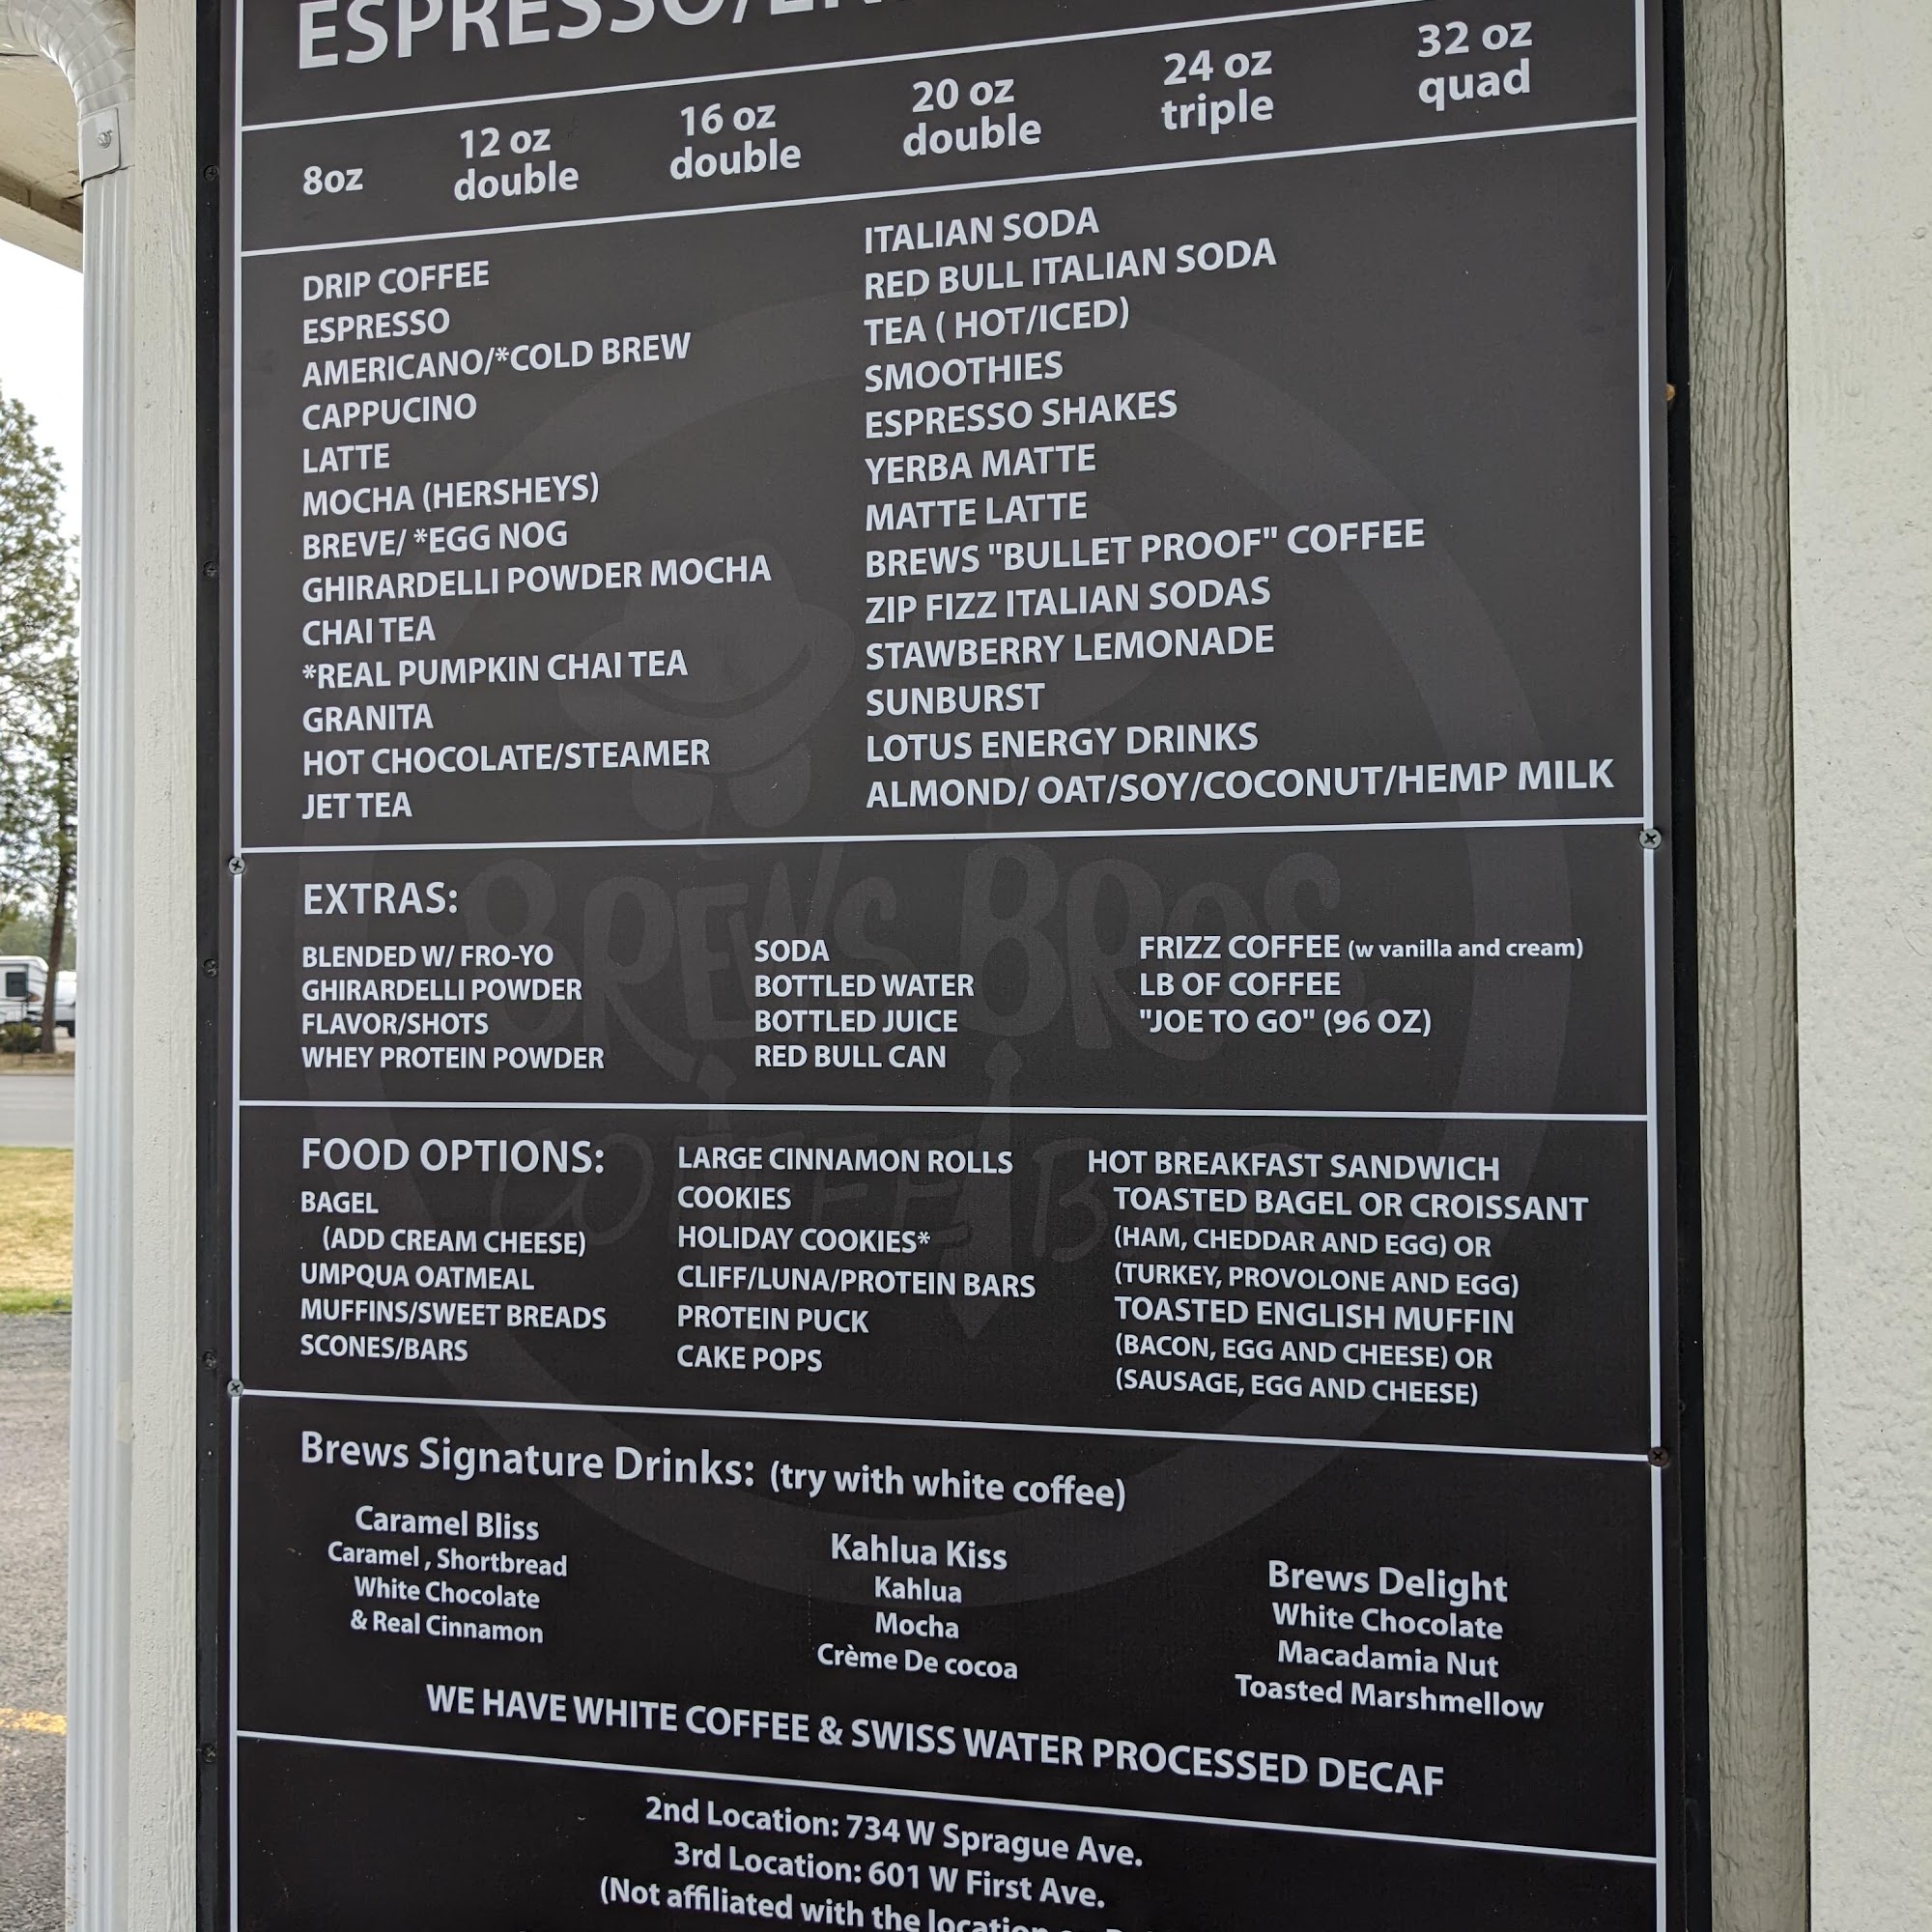 ESPRESSO/
8oz
12 oz
double
16 oz
double
20 oz
double
24 oz
triple
32 oz
quad
DRIP COFFEE
ESPRESSO
AMERICANO/*COLD BREW
CAPPUCINO
LATTE
MOCHA (HERSHEYS)
BREVE/ *EGG NOG
GHIRARDELLI POWDER MOCHA
CHAI TEA
*REAL PUMPKIN CHAI TEA
GRANITA
HOT CHOCOLATE/STEAMER
JET TEA
ITALIAN SODA
RED BULL ITALIAN SODA
TEA ( HOT/ICED)
SMOOTHIES
ESPRESSO SHAKES
YERBA MATTE
MATTE LATTE
BREWS "BULLET PROOF" COFFEE
ZIP FIZZ ITALIAN SODAS
STAWBERRY LEMONADE
SUNBURST
LOTUS ENERGY DRINKS
ALMOND/ OAT/SOY/COCONUT/HEMP MILK
BREWS BROS.
COFFEE BAR
EXTRAS:
BLENDED W/ FRO-YO
GHIRARDELLI POWDER
FLAVOR/SHOTS
WHEY PROTEIN POWDER
SODA
BOTTLED WATER
BOTTLED JUICE
RED BULL CAN
FRIZZ COFFEE (w vanilla and cream)
LB OF COFFEE
"JOE TO GO" (96 OZ)
FOOD OPTIONS:
BAGEL
(ADD CREAM CHEESE)
UMPQUA OATMEAL
MUFFINS/SWEET BREADS
SCONES/BARS
LARGE CINNAMON ROLLS
COOKIES
HOLIDAY COOKIES*
CLIFF/LUNA/PROTEIN BARS
PROTEIN PUCK
CAKE POPS
HOT BREAKFAST SANDWICH
TOASTED BAGEL OR CROISSANT
(HAM, CHEDDAR AND EGG) OR
(TURKEY, PROVOLONE AND EGG)
TOASTED ENGLISH MUFFIN
(BACON, EGG AND CHEESE) OR
(SAUSAGE, EGG AND CHEESE)
Brews Signature Drinks: (try with white coffee)
Caramel Bliss
Caramel , Shortbread
White Chocolate
& Real Cinnamon
Kahlua Kiss
Kahlua
Mocha
Crème De cocoa
Brews Delight
White Chocolate
Macadamia Nut
Toasted Marshmellow
WE HAVE WHITE COFFEE & SWISS WATER PROCESSED DECAF
2nd Location: 734 W Sprague Ave.
3rd Location: 601 W First Ave.
(Not affiliated with the location